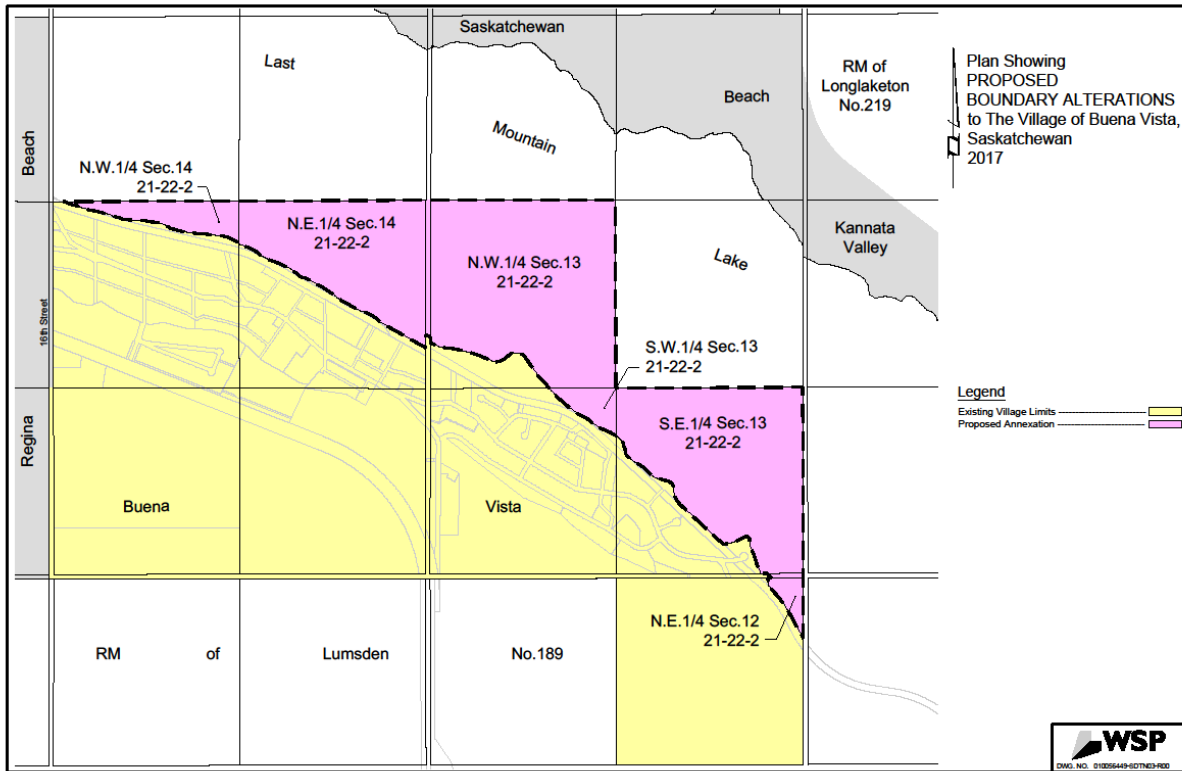 Saskatchewan
Beach
RM of
Longlaketon
No.219
Plan Showing
PROPOSED
BOUNDARY ALTERATIONS
to The Village of Buena Vista,
Saskatchewan
2017
Last
Mountain
Lake
Beach
Regina
16th Street
N.W.1/4 Sec.14
21-22-2
N.E.1/4 Sec.14
21-22-2
N.W.1/4 Sec.13
21-22-2
Kannata
Valley
S.W.1/4 Sec.13
21-22-2
S.E.1/4 Sec.13
21-22-2
Legend
Existing Village Limits
Proposed Annexation
Buena
Vista
N.E.1/4 Sec.12
21-22-2
RM of Lumsden No.189
WSP
DWG. NO. 010056449-SDTN03-R00